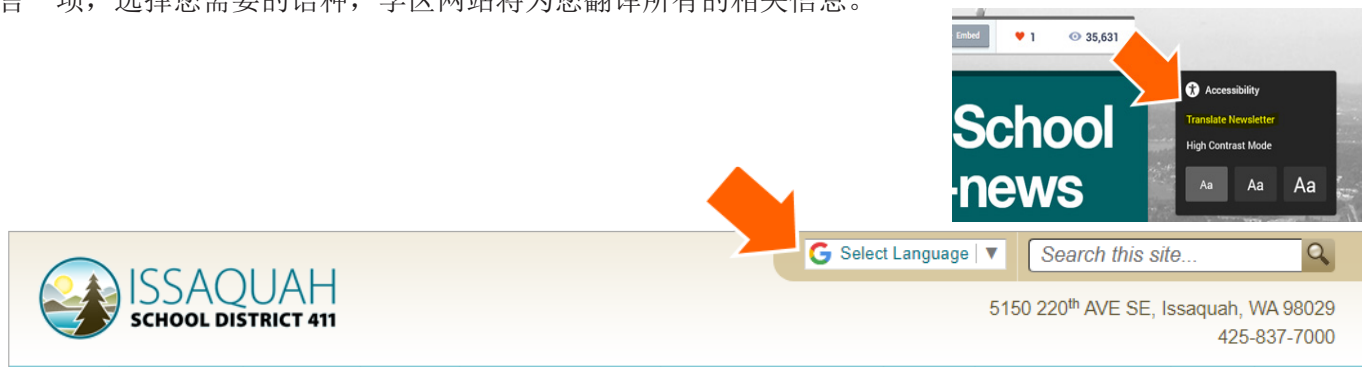 一项，选择您需要的语种，学区网站将为您翻译所有的相关信息。
Embed 1 35,631
Accessibility
Translate Newsletter
High Contrast Mode
Aa Aa Aa
School
-news
Select Language ▼ Search this site...
ISSAQUAH
SCHOOL DISTRICT 411
5150 220th AVE SE, Issaquah, WA 98029
425-837-7000